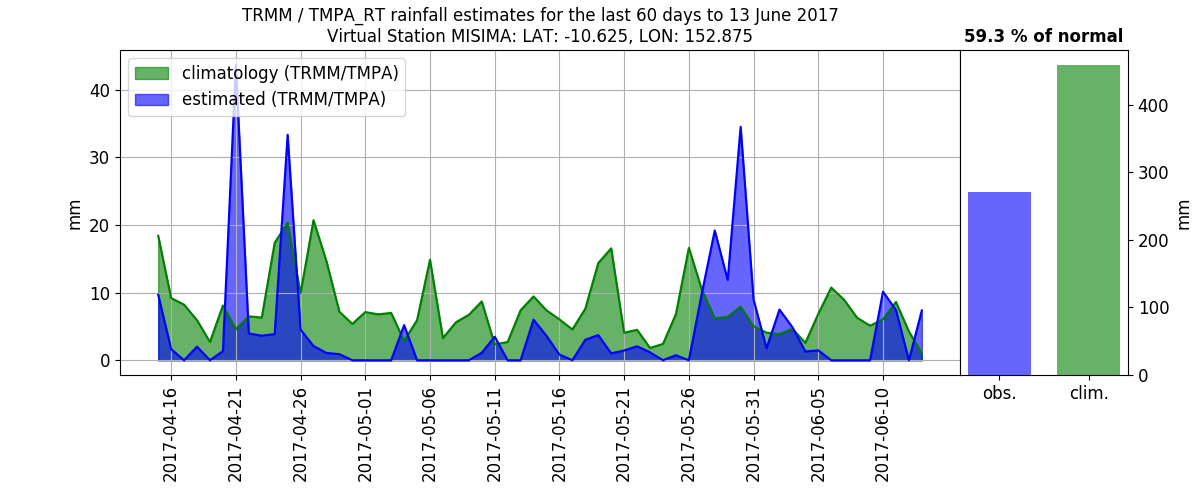 TRMM / TMPA_RT rainfall estimates for the last 60 days to 13 June 2017
Virtual Station MISIMA: LAT: -10.625, LON: 152.875
59.3 % of normal
climatology (TRMM/TMPA)
estimated (TRMM/TMPA)
mm
40
30
20
10
0
2017-04-16
2017-04-21
2017-04-26
2017-05-01
2017-05-06
2017-05-11
2017-05-16
2017-05-21
2017-05-26
2017-05-31
2017-06-05
2017-06-10
400
300
200
100
0
mm
obs.
clim.